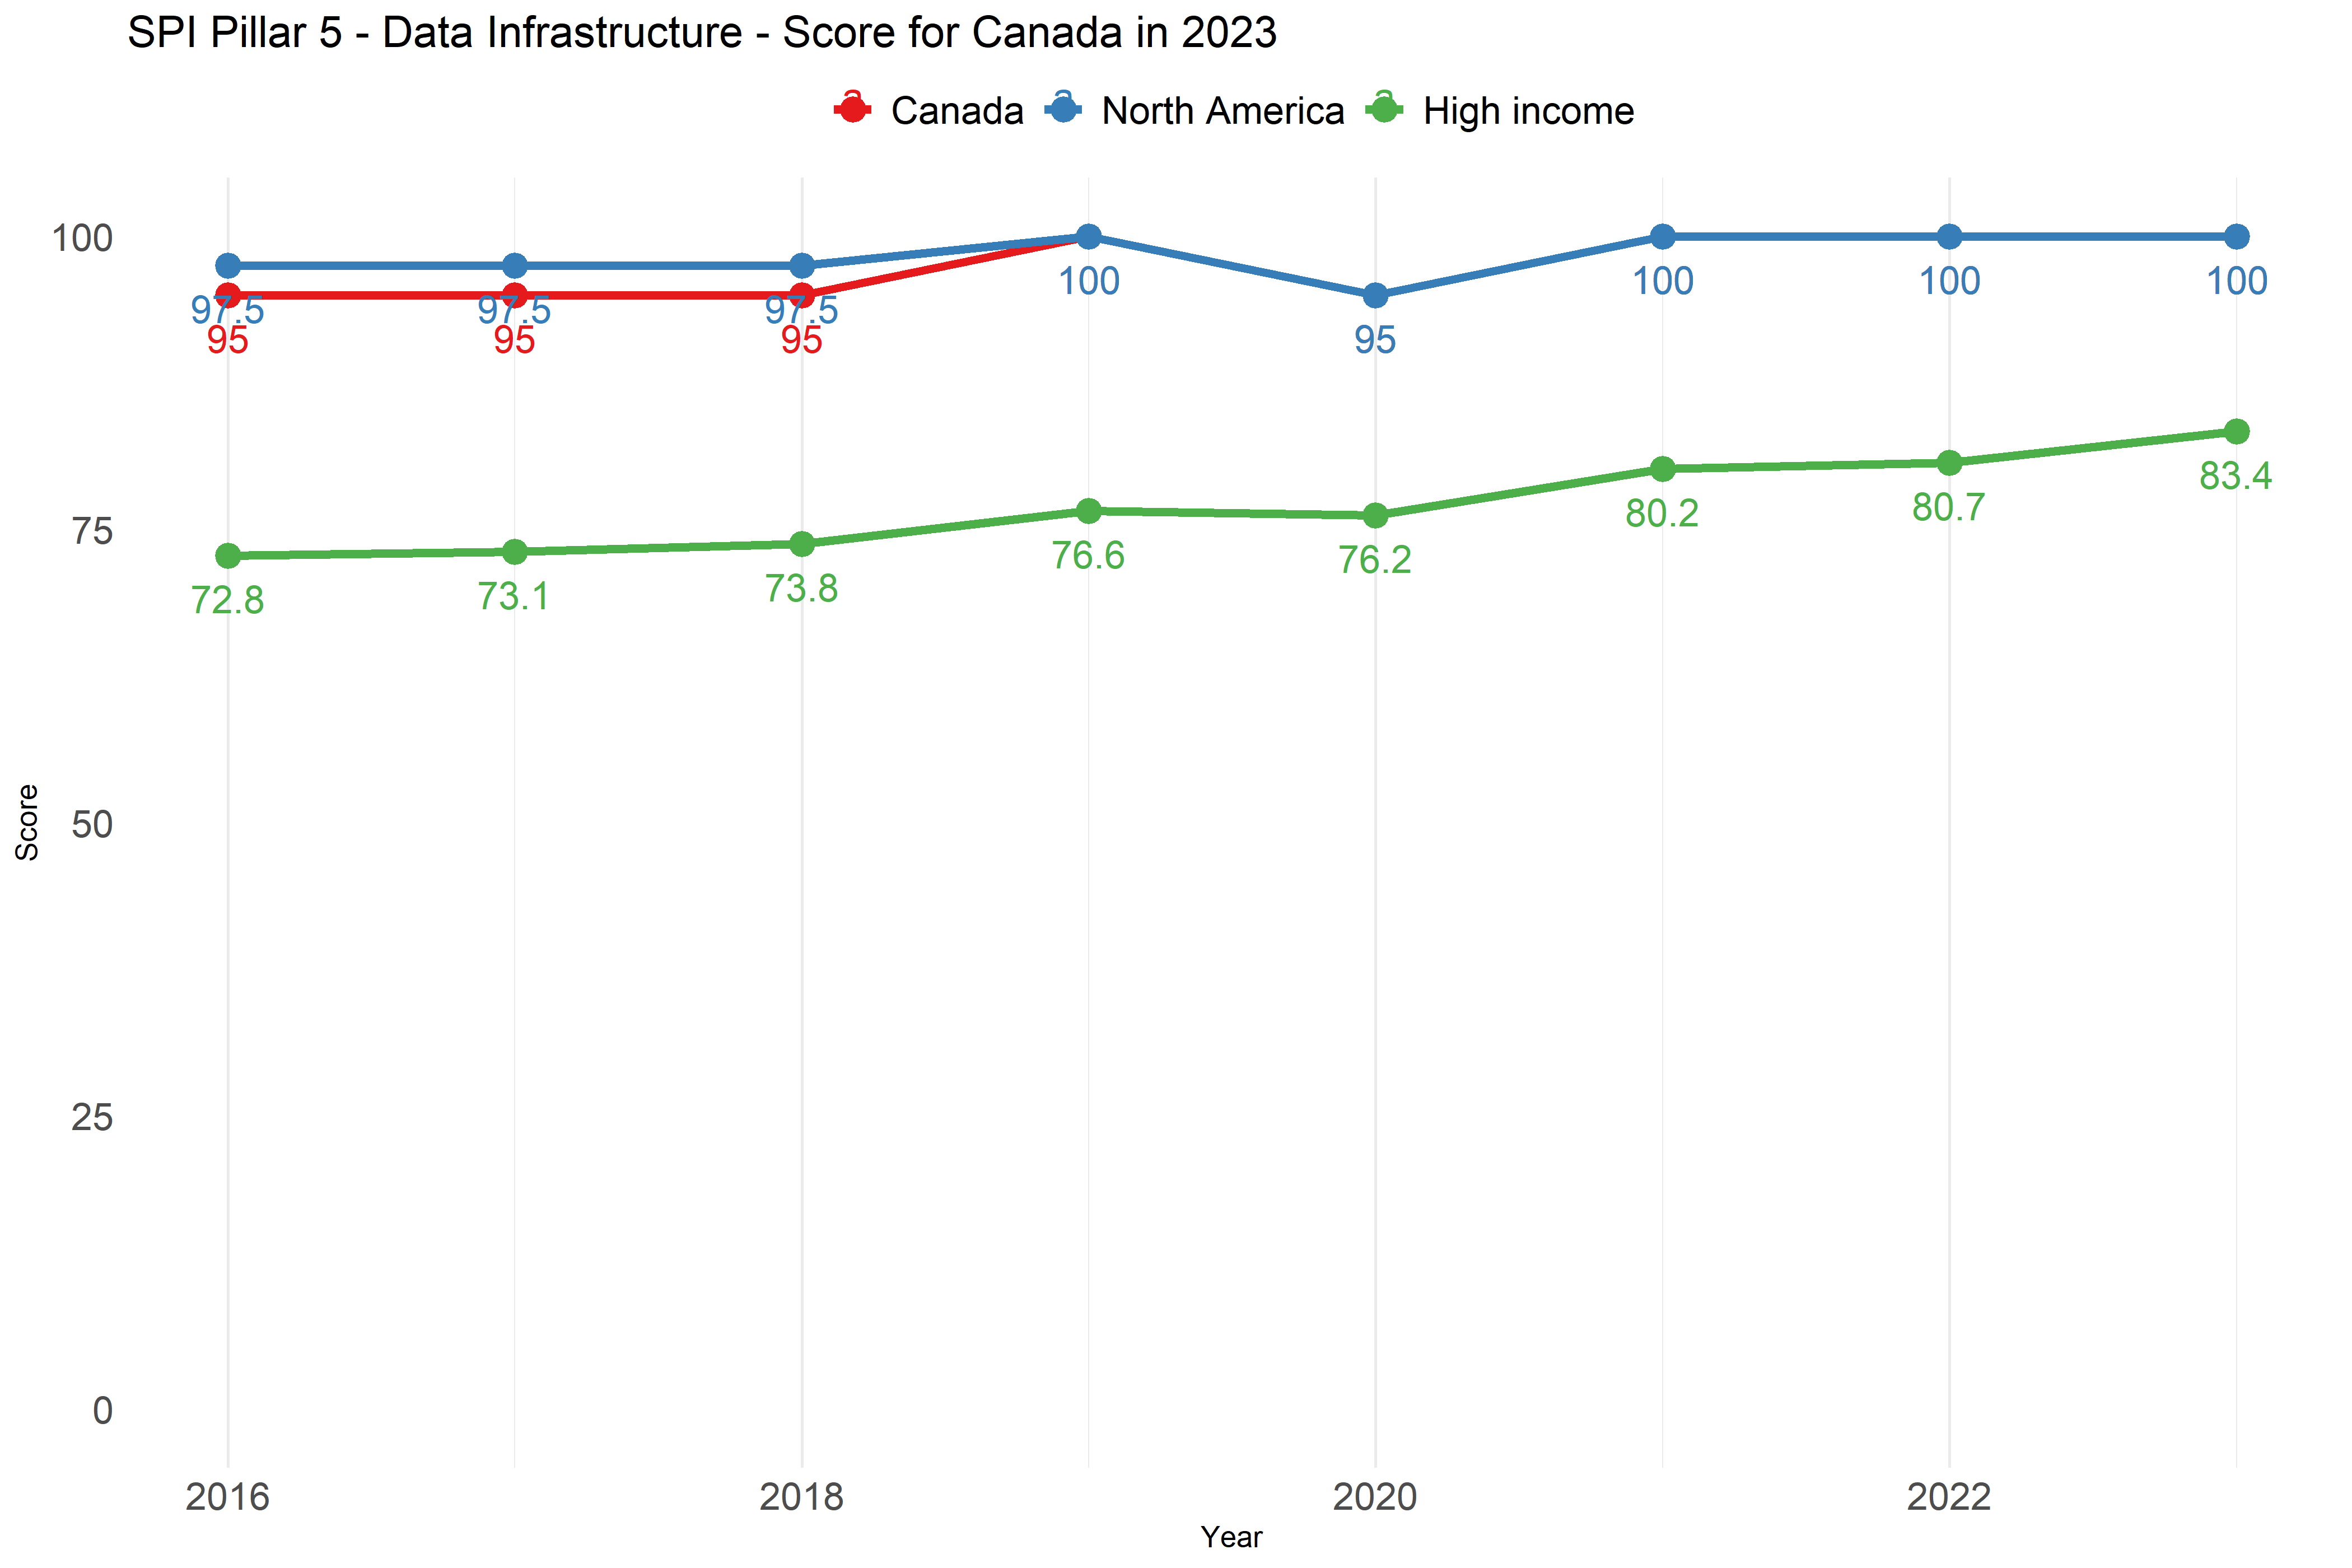 SPI Pillar 5 - Data Infrastructure - Score for Canada in 2023
Canada North America High income
100
75
50
25
0
Score
97.5 97.5 97.5 100 95 100 100 100
95 95 95
72.8 73.1 73.8 76.6 76.2 80.2 80.7 83.4
2016 2018 2020 2022
Year